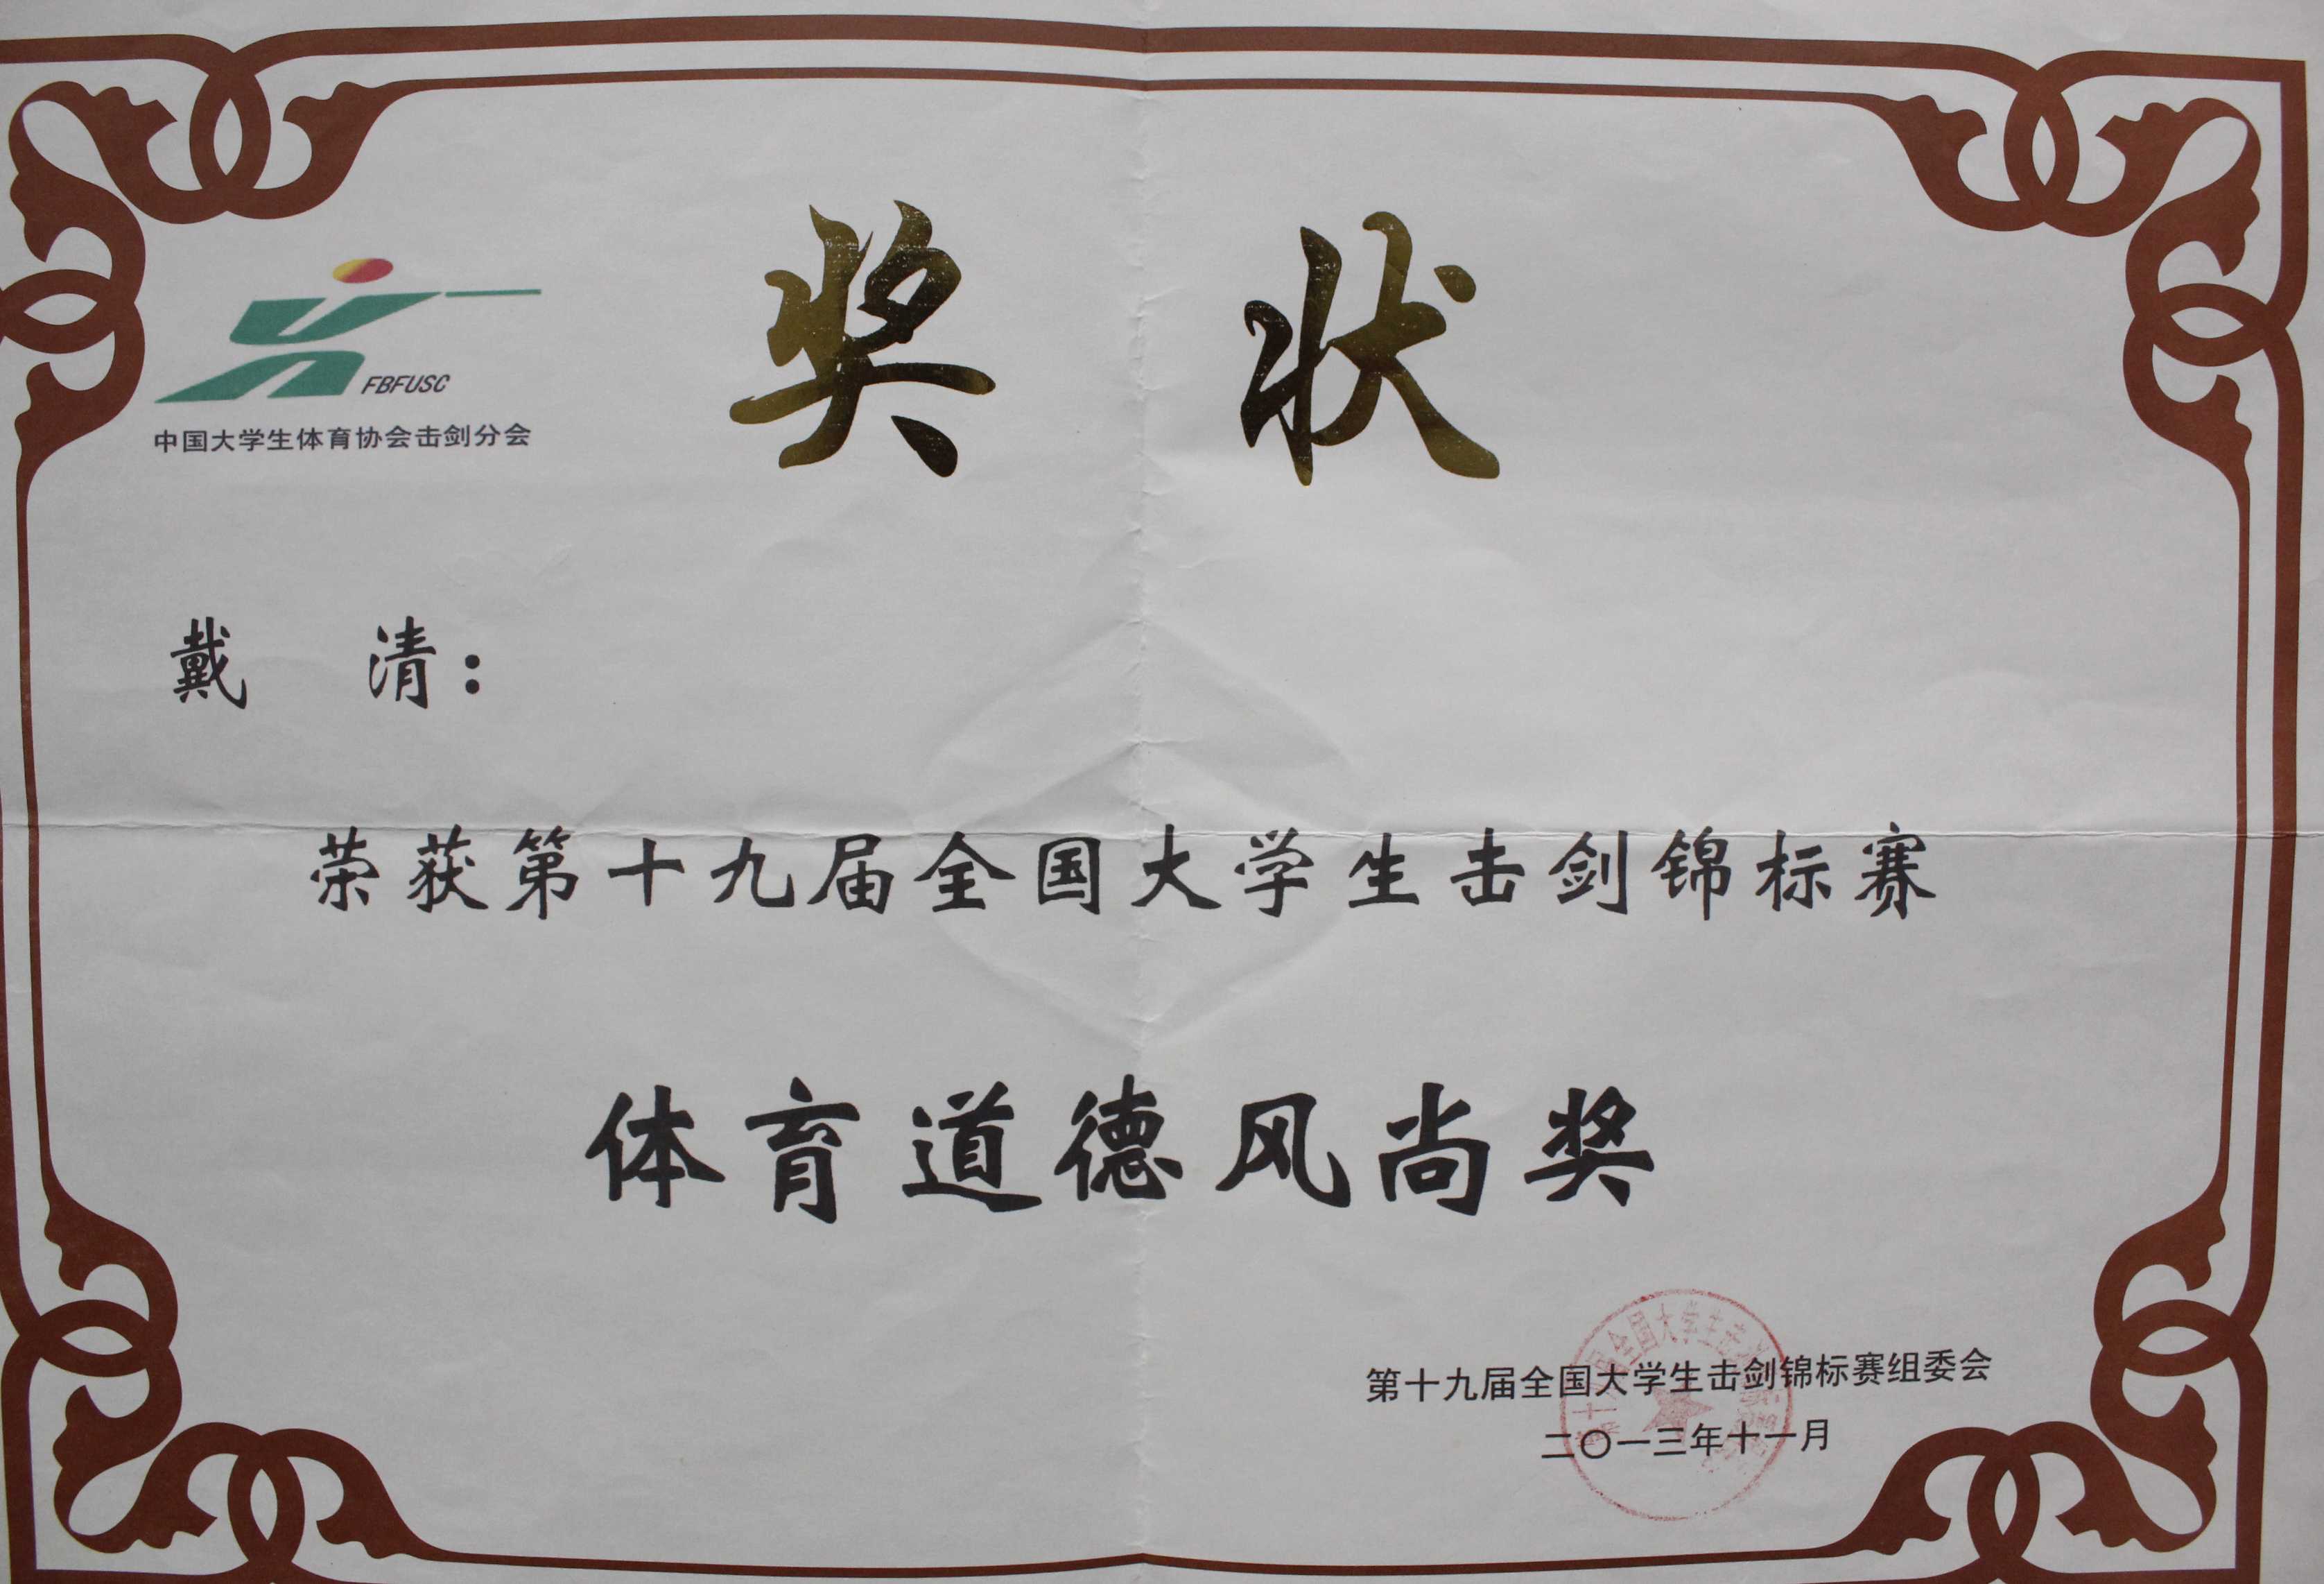 奖状
FBFUSC
中国大学生体育协会击剑分会
戴 清：
荣获第十九届全国大学生击剑锦标赛
体育道德风尚奖
第十九届全国大学生击剑锦标赛组委会
二〇一三年十一月